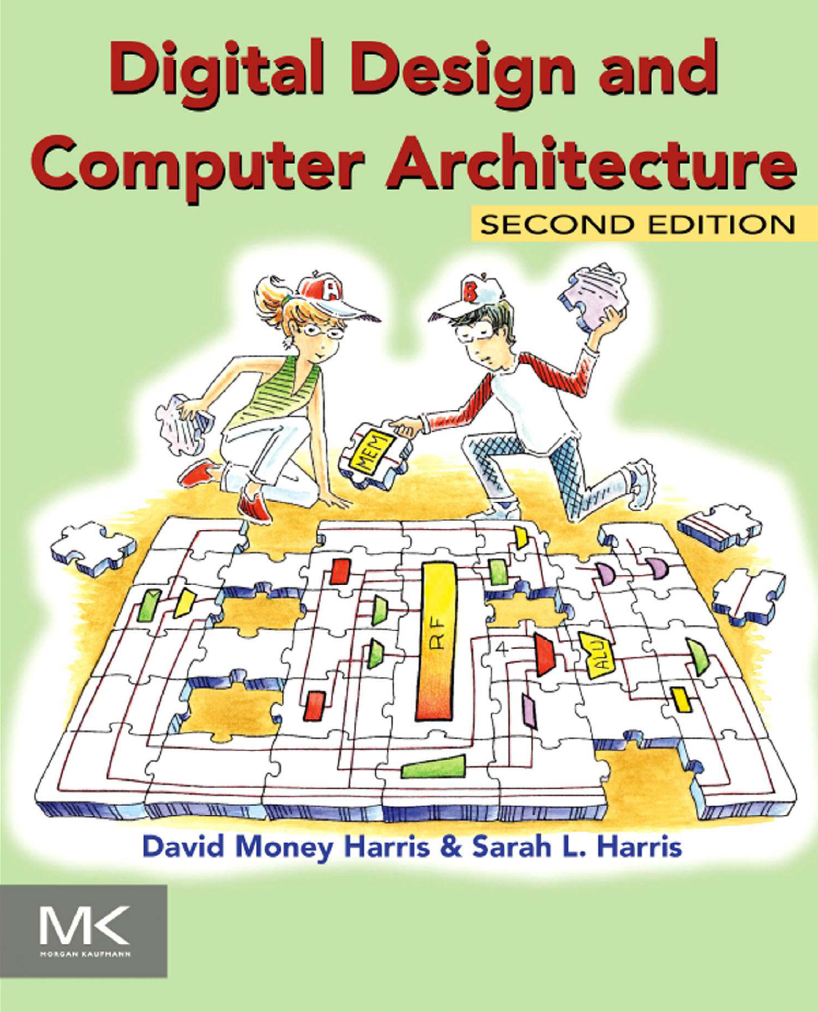 Digital Design and
Computer Architecture
SECOND EDITION
A
B
MEM
RF
4
ALU
David Money Harris & Sarah L. Harris
MK
MORGAN KAUFMANN